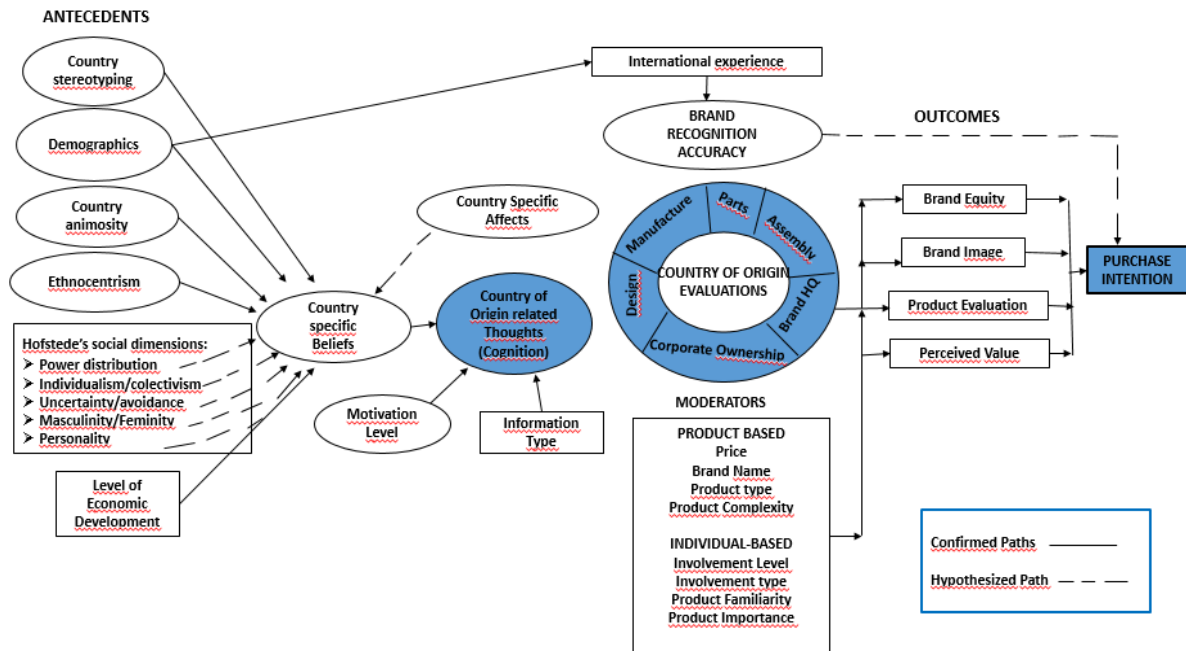 ANTECEDENTS
Country
stereotyping
Demographics
Country
animosity
Ethnocentrism
Hofstede's social dimensions:
➢ Power distribution
➢ Individualism/colectivism
➢ Uncertainty/avoidance
➢ Masculinity/Feminity
➢ Personality
Level of
Economic
Development
Country Specific
Affects
Country
specific
Beliefs
Country of
Origin related
Thoughts
(Cognition)
Motivation
Level
Information
Type
International experience
BRAND
RECOGNITION
ACCURACY
Manufacture
Parts
Assembly
Design
COUNTRY OF ORIGIN
EVALUATIONS
Brand HQ
Corporate Ownership
MODERATORS
PRODUCT BASED
Price
Brand Name
Product type
Product Complexity
INDIVIDUAL-BASED
Involvement Level
Involvement type
Product Familiarity
Product Importance
OUTCOMES
Brand Equity
Brand Image
Product Evaluation
Perceived Value
PURCHASE
INTENTION
Confirmed Paths
Hypothesized Path